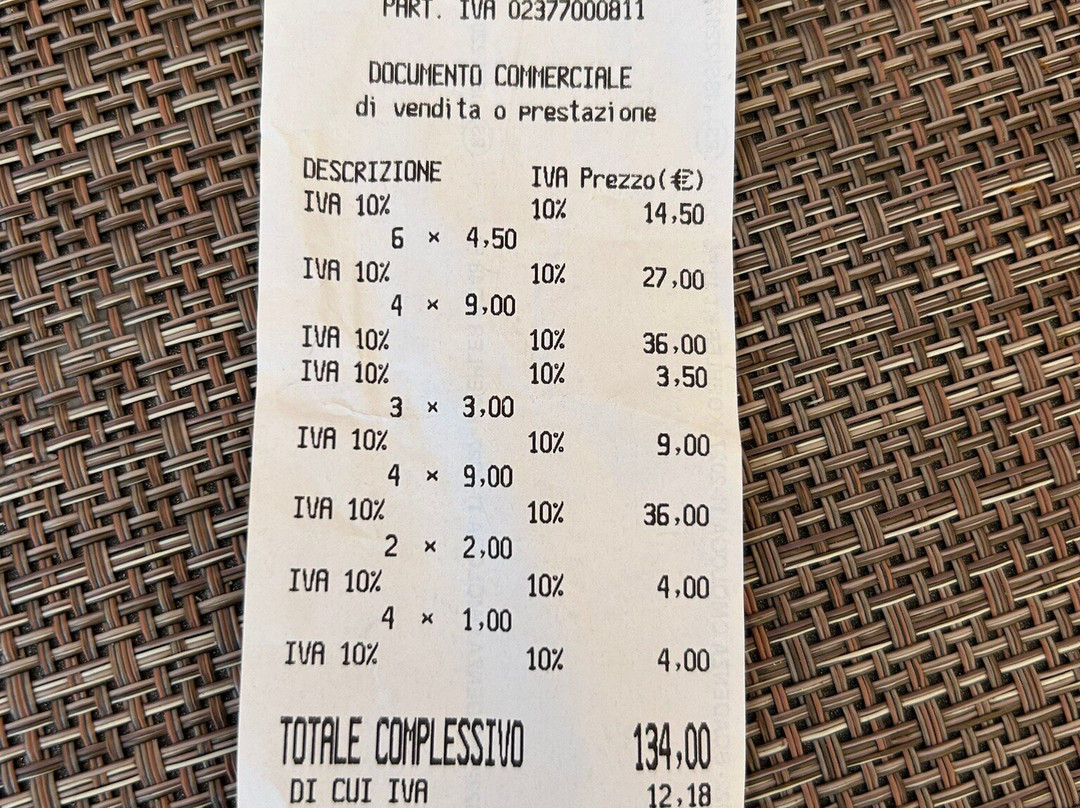 PART. IVA 02377000811
DOCUMENTO COMMERCIALE
di vendita o prestazione
DESCRIZIONE IVA Prezzo(€)
IVA 10% 10% 14,50
6 × 4,50
IVA 10% 10% 27,00
4 × 9,00
IVA 10% 10% 36,00
IVA 10% 10% 3,50
3 × 3,00
IVA 10% 10% 9,00
4 × 9,00
IVA 10% 10% 36,00
2 × 2,00
IVA 10% 10% 4,00
4 × 1,00
IVA 10% 10% 4,00
TOTALE COMPLESSIVO 134,00
DI CUI IVA 12,18